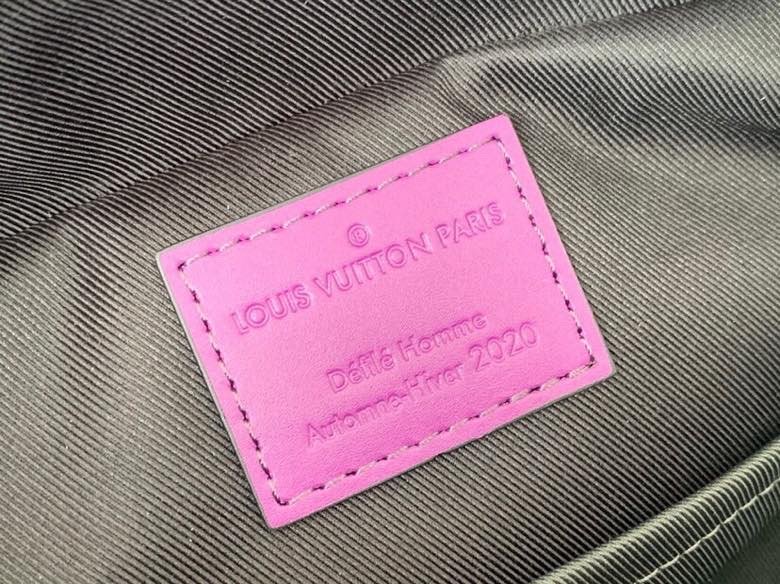 ®
LOUIS VUITTON PARIS
Défilé Homme
Automne-Hiver 2020